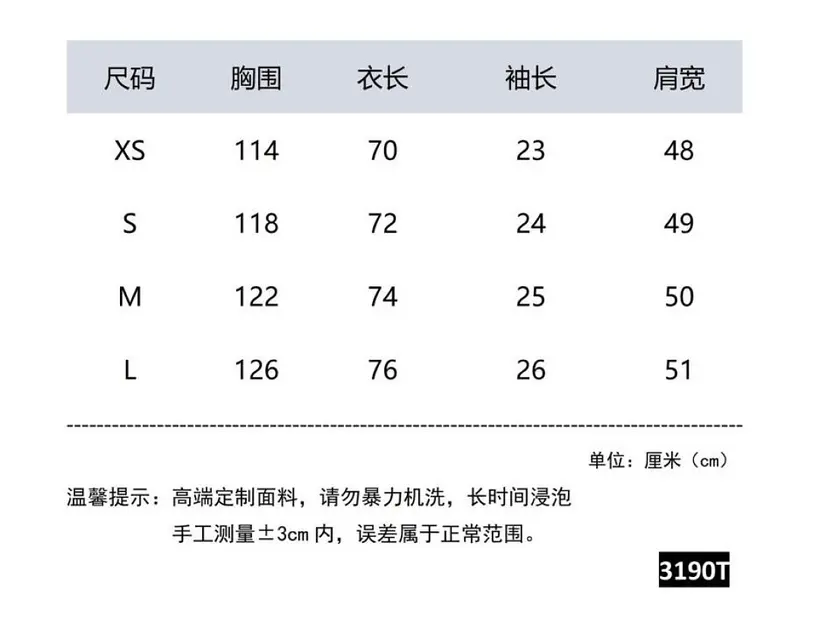 尺码 胸围 衣长 袖长 肩宽
XS 114 70 23 48
S 118 72 24 49
M 122 74 25 50
L 126 76 26 51
单位：厘米（cm）
温馨提示：高端定制面料，请勿暴力机洗，长时间浸泡
手工测量±3cm内，误差属于正常范围。
3190T